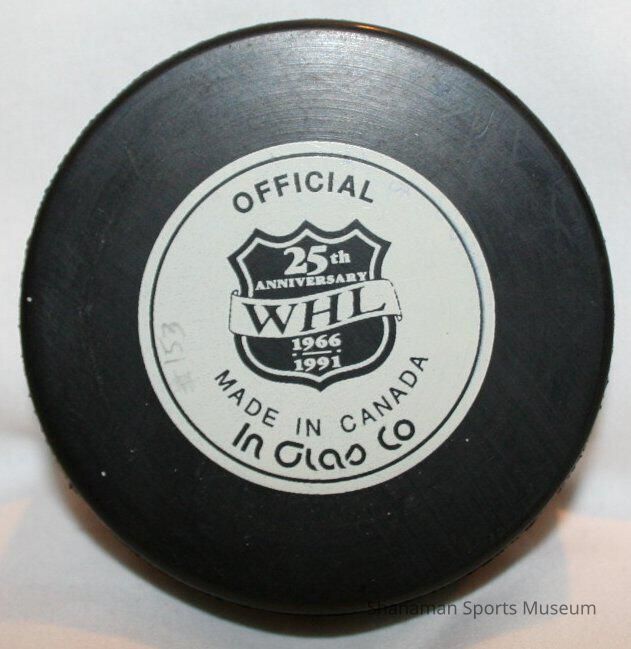 OFFICIAL
25th
ANNIVERSARY
WHL
1966
1991
MADE IN CANADA
In Glas Co
#153
Shanaman Sports Museum